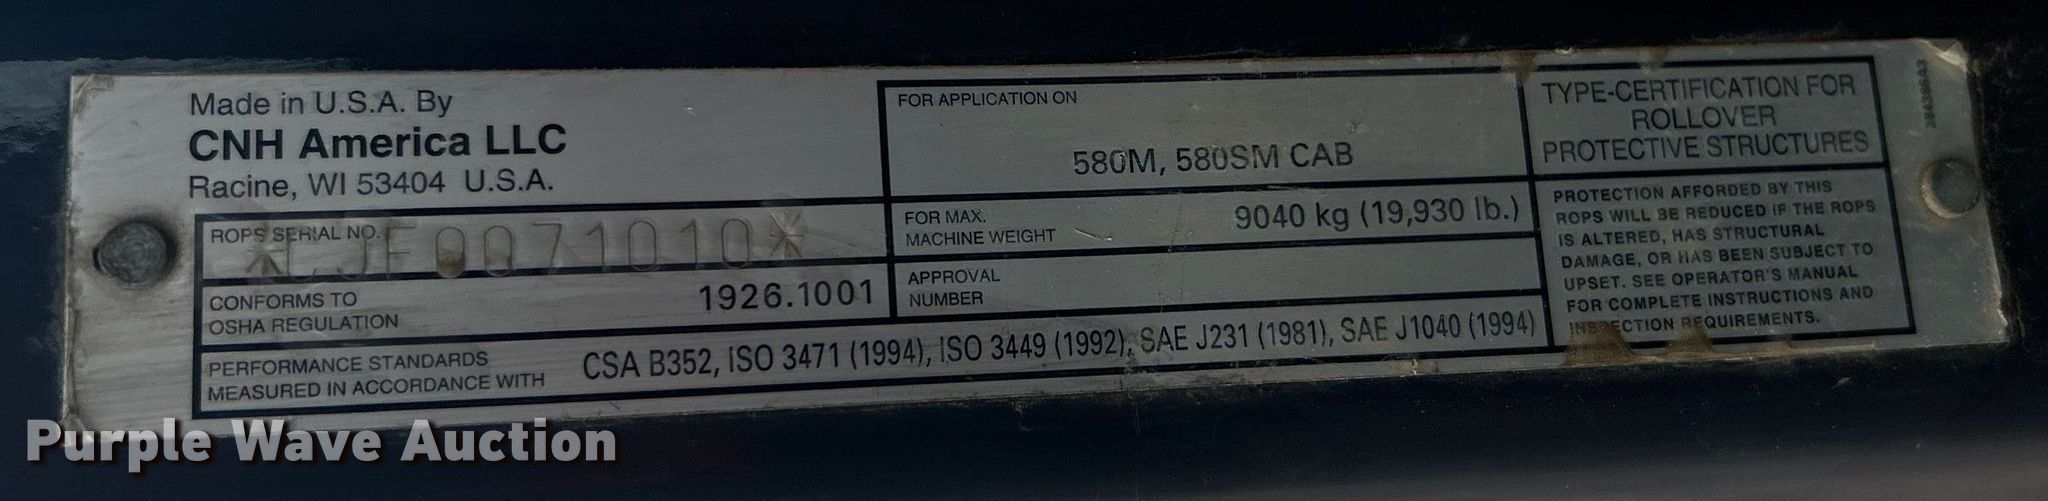 Made in U.S.A. By
CNH America LLC
Racine, WI 53404 U.S.A.
ROPS SERIAL NO.
*CJF0071010*
CONFORMS TO
OSHA REGULATION
1926.1001
PERFORMANCE STANDARDS
MEASURED IN ACCORDANCE WITH
CSA B352, ISO 3471 (1994), ISO 3449 (1992), SAE J231 (1981), SAE J1040 (1994)
FOR APPLICATION ON
580M, 580SM CAB
FOR MAX.
MACHINE WEIGHT
9040 kg (19,930 lb.)
APPROVAL
NUMBER
TYPE-CERTIFICATION FOR
ROLLOVER
PROTECTIVE STRUCTURES
PROTECTION AFFORDED BY THIS
ROPS WILL BE REDUCED IF THE ROPS
IS ALTERED, HAS STRUCTURAL
DAMAGE, OR HAS BEEN SUBJECT TO
UPSET. SEE OPERATOR'S MANUAL
FOR COMPLETE INSTRUCTIONS AND
INSPECTION REQUIREMENTS.
Purple Wave Auction